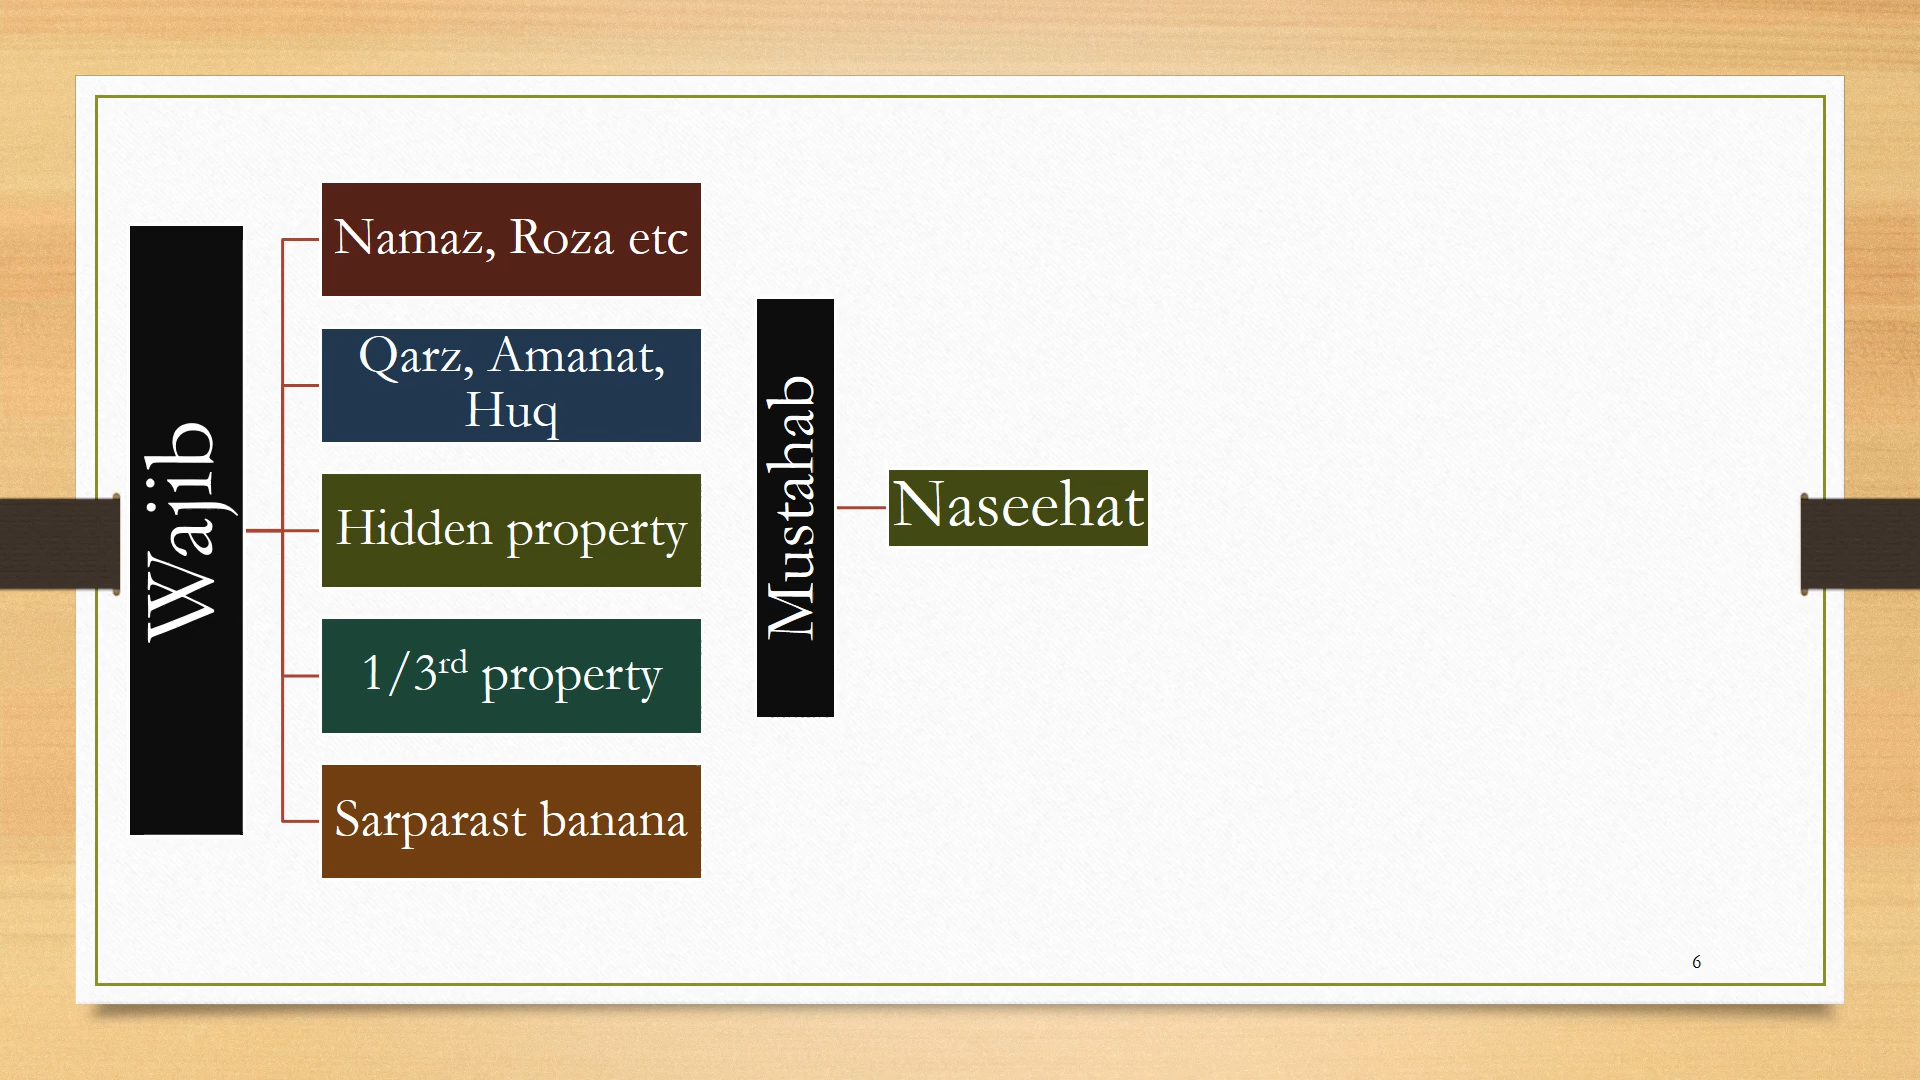 Wajib
Namaz, Roza etc
Qarz, Amanat,
Huq
Hidden property
1/3rd property
Sarparast banana
Mustahab
Naseehat
6